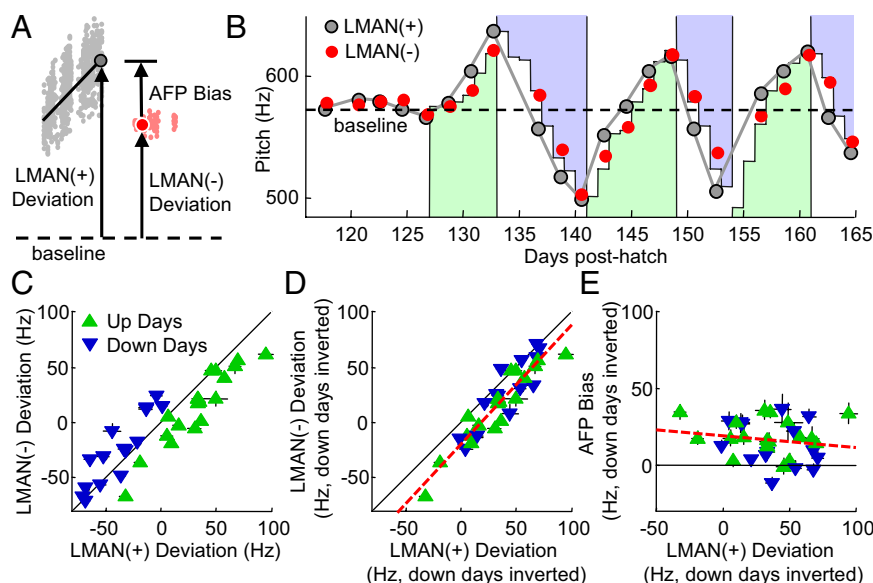 A
AFP Bias
LMAN(+)
Deviation
LMAN(-)
Deviation
baseline
B
LMAN(+)
LMAN(-)
Pitch (Hz)
600
500
baseline
120 125 130 135 140 145 150 155 160 165
Days post-hatch
C
Up Days
Down Days
LMAN(-) Deviation (Hz)
100
50
0
-50
-50 0 50 100
LMAN(+) Deviation (Hz)
D
LMAN(-) Deviation
(Hz, down days inverted)
100
50
0
-50
-50 0 50 100
LMAN(+) Deviation
(Hz, down days inverted)
E
AFP Bias
(Hz, down days inverted)
100
50
0
-50 0 50 100
LMAN(+) Deviation
(Hz, down days inverted)